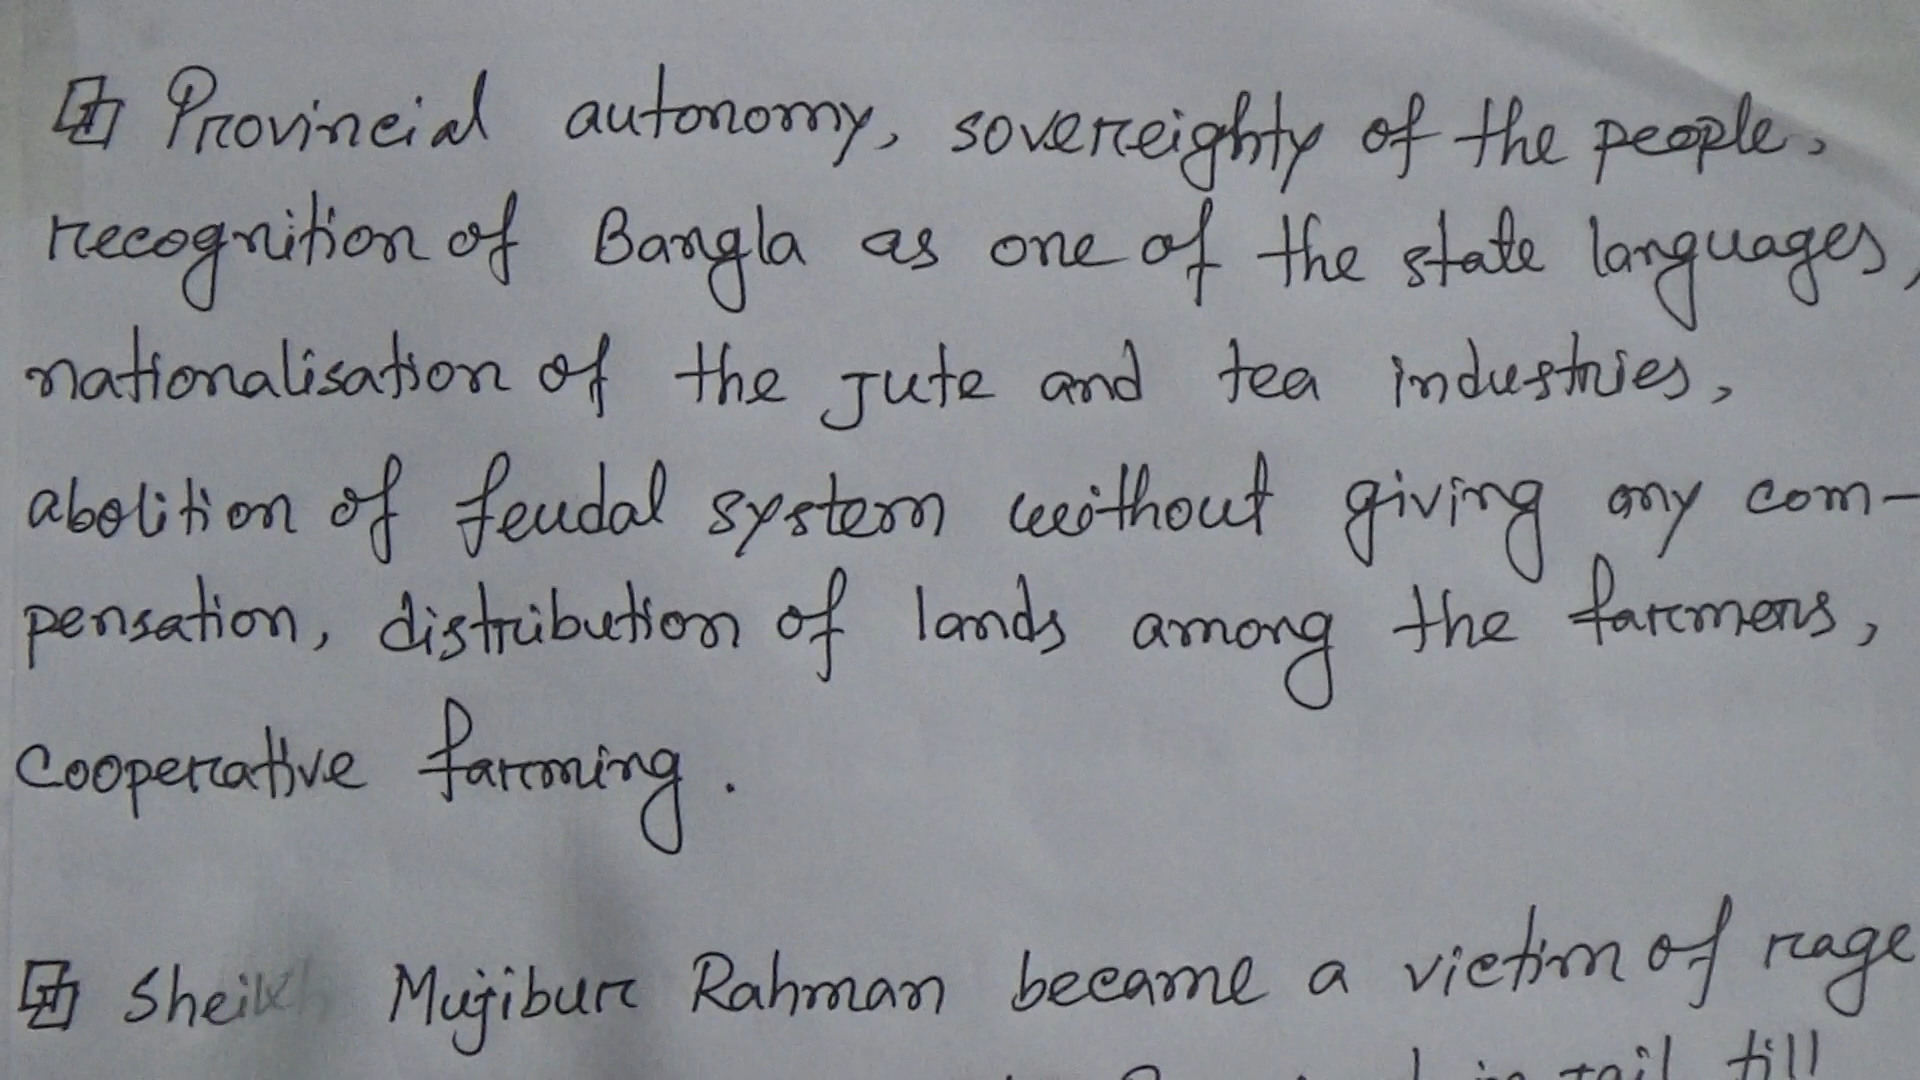 Provincial autonomy, sovereighty of the people,
recognition of Bangla as one of the state languages,
nationalisation of the jute and tea industries,
abolition of feudal system without giving any com-
pensation, distribution of lands among the farmers,
cooperative farming.
Sheikh Mujibur Rahman became a victim of rage
till